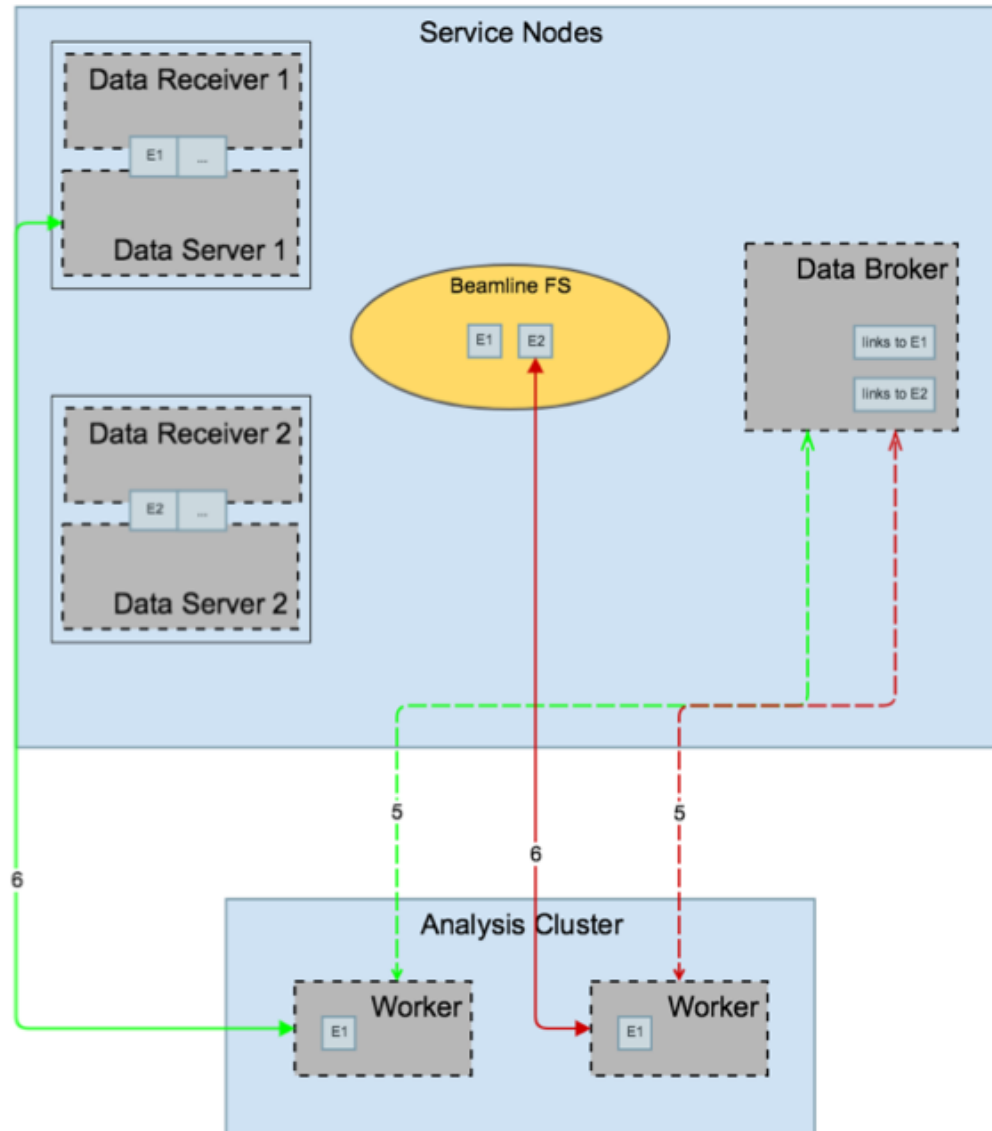 Service Nodes
Data Receiver 1
E1
...
Data Server 1
Beamline FS
E1
E2
Data Broker
links to E1
links to E2
Data Receiver 2
E2
...
Data Server 2
5
5
6
6
Analysis Cluster
Worker
E1
Worker
E1